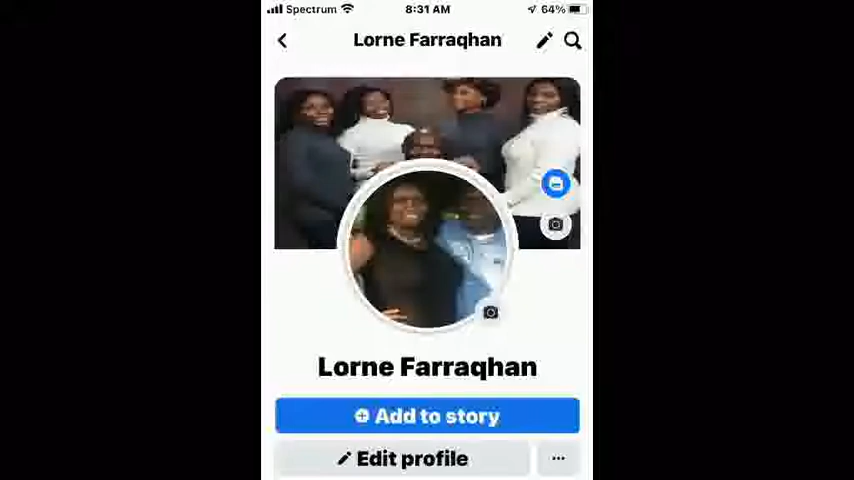 Spectrum 8:31 AM 64%
Lorne Farraqhan
Lorne Farraqhan
Add to story
Edit profile